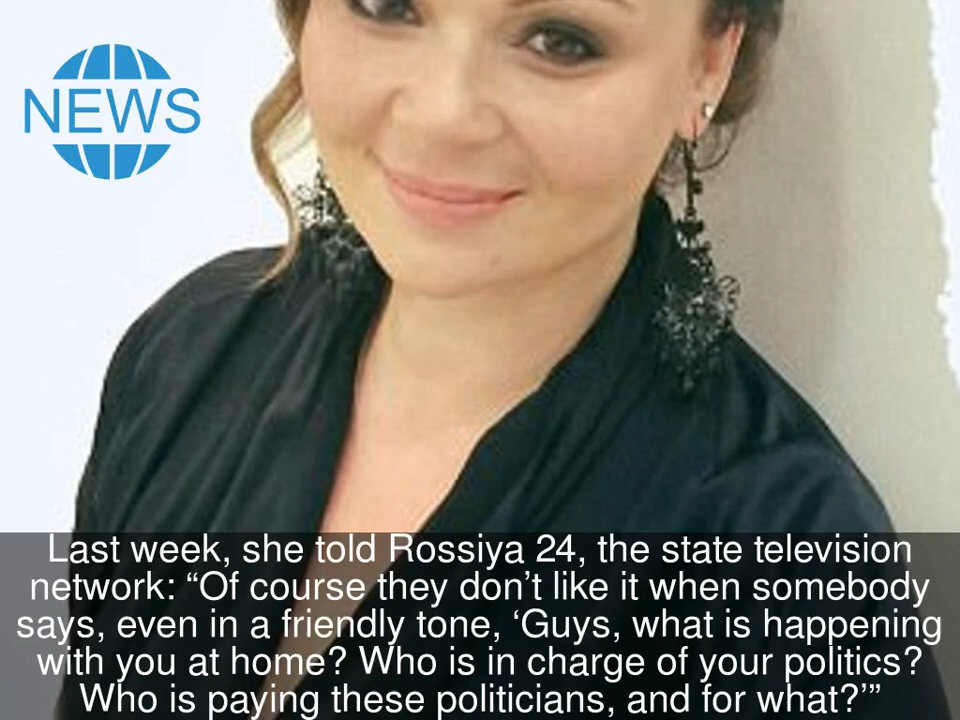 NEWS
Last week, she told Rossiya 24, the state television
network: “Of course they don’t like it when somebody
says, even in a friendly tone, ‘Guys, what is happening
with you at home? Who is in charge of your politics?
Who is paying these politicians, and for what?’”